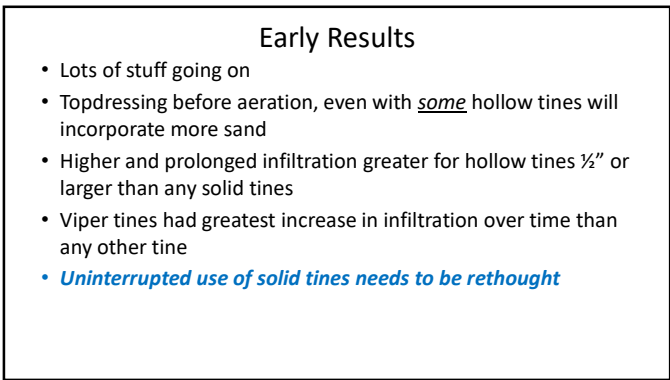 Early Results
• Lots of stuff going on
• Topdressing before aeration, even with some hollow tines will
incorporate more sand
• Higher and prolonged infiltration greater for hollow tines ½” or
larger than any solid tines
• Viper tines had greatest increase in infiltration over time than
any other tine
• Uninterrupted use of solid tines needs to be rethought